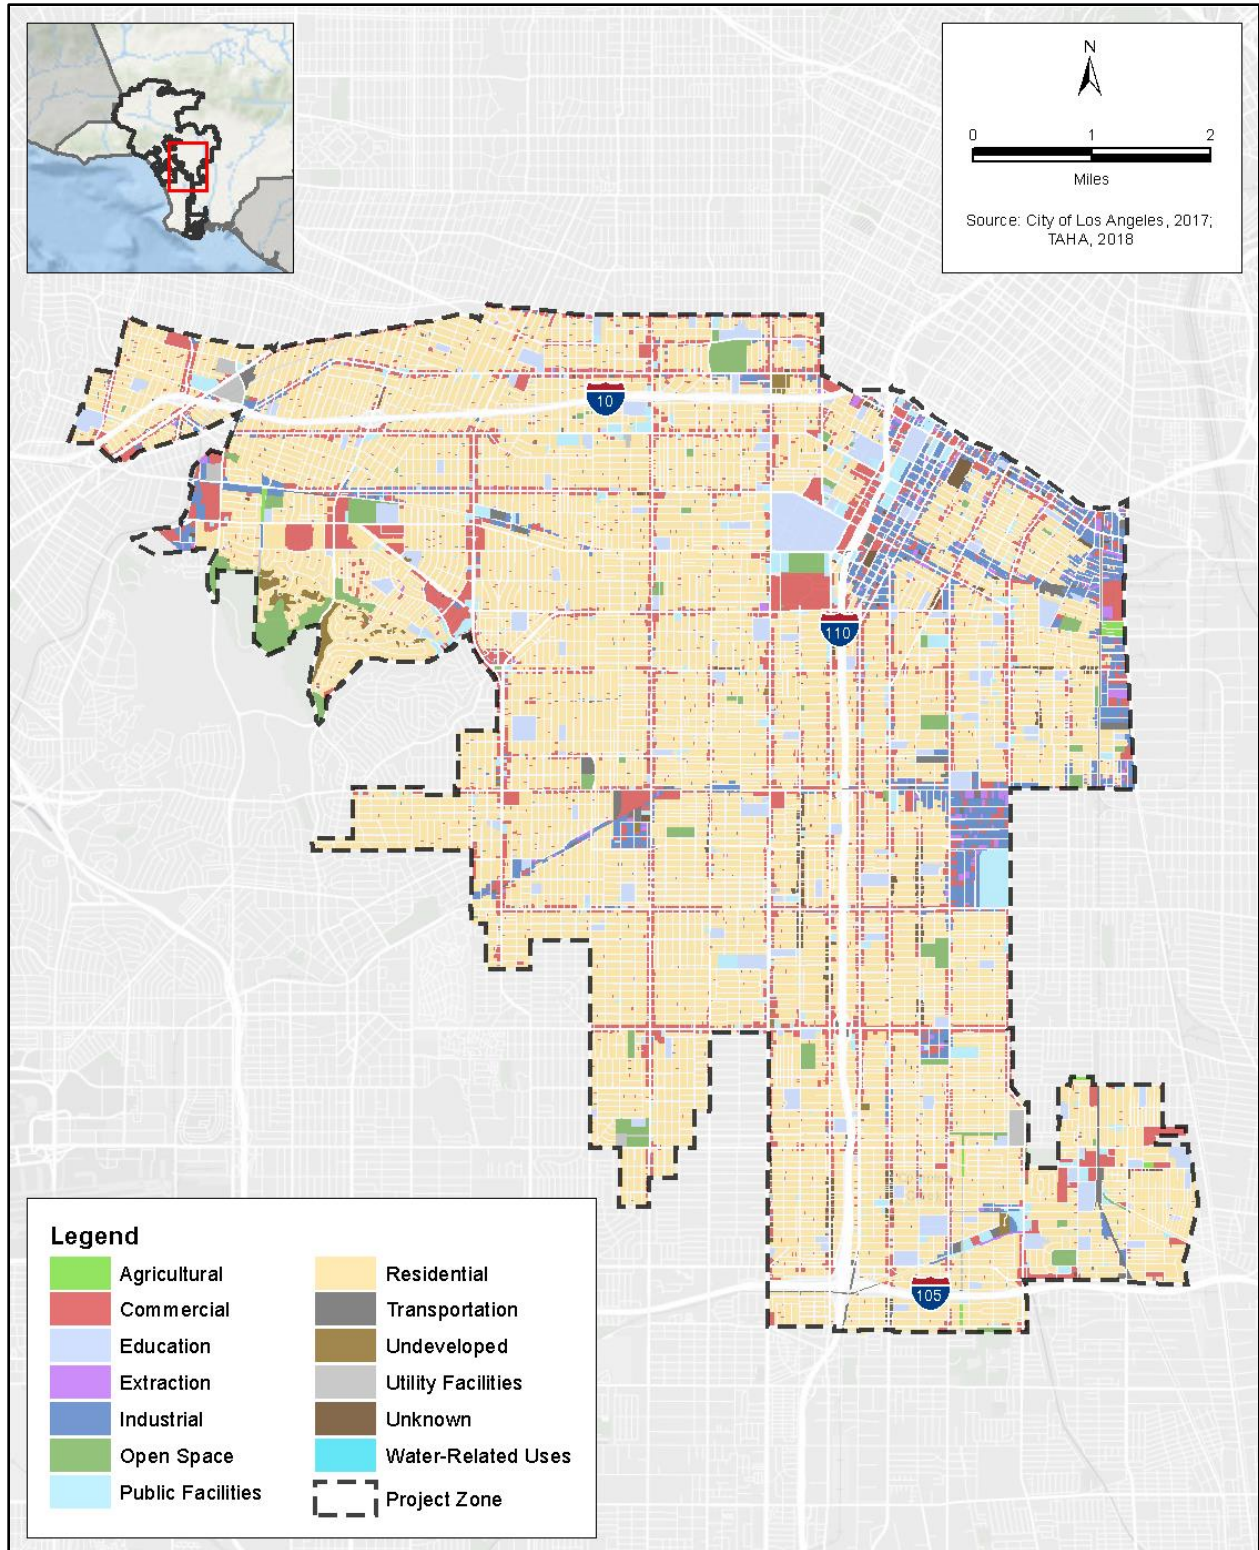 N
0 1 2
Miles
Source: City of Los Angeles, 2017;
TAHA, 2018
10
110
105
Legend
Agricultural
Commercial
Education
Extraction
Industrial
Open Space
Public Facilities
Residential
Transportation
Undeveloped
Utility Facilities
Unknown
Water-Related Uses
Project Zone